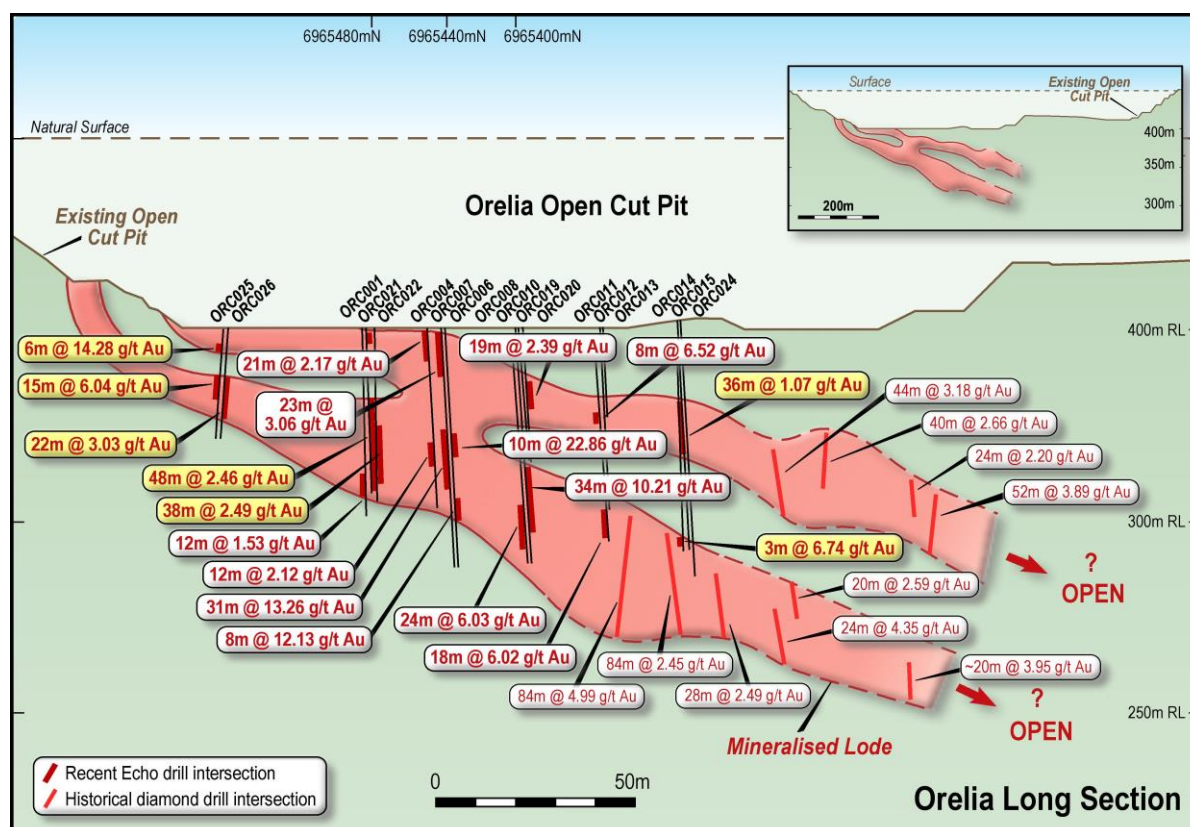 6965480mN
6965440mN
6965400mN
Surface
Existing Open
Cut Pit
400m
350m
300m
200m
Natural Surface
Orelia Open Cut Pit
Existing Open
Cut Pit
ORC025
ORC026
ORC001
ORC021
ORC022
ORC004
ORC007
ORC006
ORC008
ORC010
ORC019
ORC020
ORC011
ORC012
ORC013
ORC014
ORC015
ORC024
400m RL
6m @ 14.28 g/t Au
21m @ 2.17 g/t Au
19m @ 2.39 g/t Au
8m @ 6.52 g/t Au
15m @ 6.04 g/t Au
36m @ 1.07 g/t Au
44m @ 3.18 g/t Au
23m @
3.06 g/t Au
40m @ 2.66 g/t Au
22m @ 3.03 g/t Au
10m @ 22.86 g/t Au
24m @ 2.20 g/t Au
48m @ 2.46 g/t Au
34m @ 10.21 g/t Au
52m @ 3.89 g/t Au
38m @ 2.49 g/t Au
300m RL
12m @ 1.53 g/t Au
3m @ 6.74 g/t Au
?
OPEN
12m @ 2.12 g/t Au
20m @ 2.59 g/t Au
31m @ 13.26 g/t Au
24m @ 6.03 g/t Au
24m @ 4.35 g/t Au
8m @ 12.13 g/t Au
18m @ 6.02 g/t Au
84m @ 2.45 g/t Au
~20m @ 3.95 g/t Au
84m @ 4.99 g/t Au
28m @ 2.49 g/t Au
?
OPEN
250m RL
Mineralised Lode
Recent Echo drill intersection
Historical diamond drill intersection
0
50m
Orelia Long Section